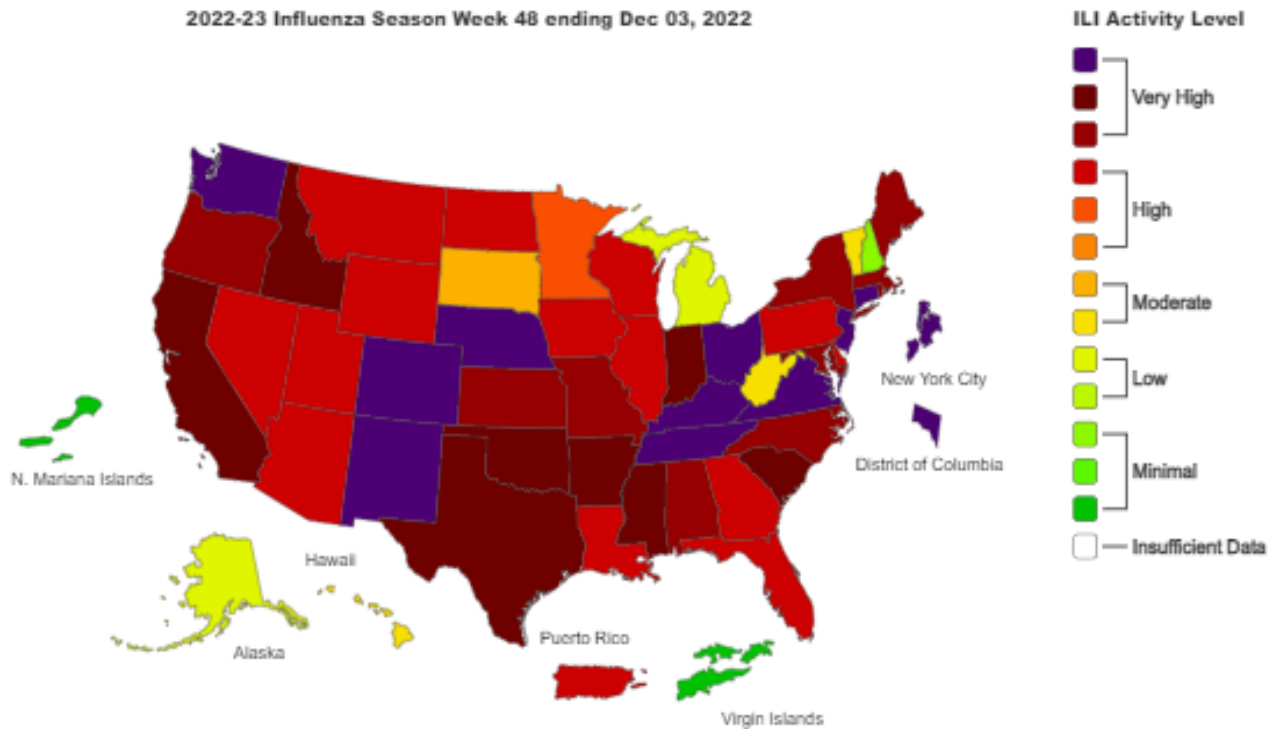 2022-23 Influenza Season Week 48 ending Dec 03, 2022
ILI Activity Level
Very High
High
Moderate
Low
Minimal
Insufficient Data
New York City
District of Columbia
N. Mariana Islands
Hawaii
Alaska
Puerto Rico
Virgin Islands